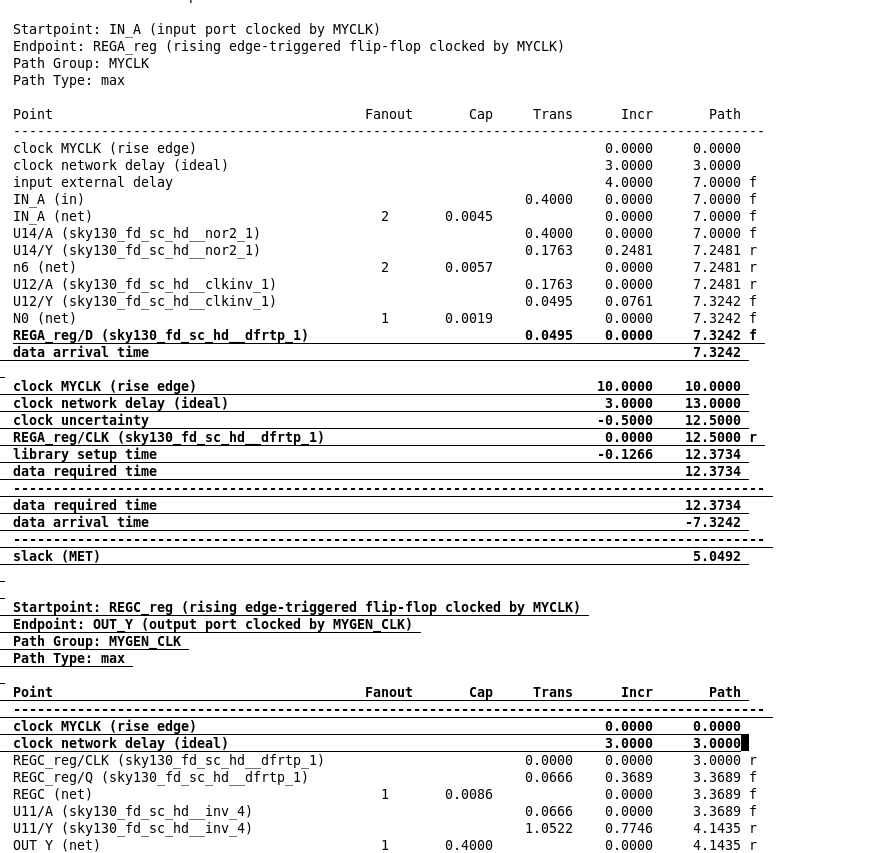 Startpoint: IN_A (input port clocked by MYCLK)
Endpoint: REGA_reg (rising edge-triggered flip-flop clocked by MYCLK)
Path Group: MYCLK
Path Type: max
Point Fanout Cap Trans Incr Path
----------------------------------------------------------------------------------------------
clock MYCLK (rise edge) 0.0000 0.0000
clock network delay (ideal) 3.0000 3.0000
input external delay 4.0000 7.0000 f
IN_A (in) 0.4000 0.0000 7.0000 f
IN_A (net) 2 0.0045 0.0000 7.0000 f
U14/A (sky130_fd_sc_hd__nor2_1) 0.4000 0.0000 7.0000 f
U14/Y (sky130_fd_sc_hd__nor2_1) 0.1763 0.2481 7.2481 r
n6 (net) 2 0.0057 0.0000 7.2481 r
U12/A (sky130_fd_sc_hd__clkinv_1) 0.1763 0.0000 7.2481 r
U12/Y (sky130_fd_sc_hd__clkinv_1) 0.0495 0.0761 7.3242 f
N0 (net) 1 0.0019 0.0000 7.3242 f
REGA_reg/D (sky130_fd_sc_hd__dfrtp_1) 0.0495 0.0000 7.3242 f
data arrival time 7.3242
clock MYCLK (rise edge) 10.0000 10.0000
clock network delay (ideal) 3.0000 13.0000
clock uncertainty -0.5000 12.5000
REGA_reg/CLK (sky130_fd_sc_hd__dfrtp_1) 0.0000 12.5000 r
library setup time -0.1266 12.3734
data required time 12.3734
----------------------------------------------------------------------------------------------
data required time 12.3734
data arrival time -7.3242
----------------------------------------------------------------------------------------------
slack (MET) 5.0492
Startpoint: REGC_reg (rising edge-triggered flip-flop clocked by MYCLK)
Endpoint: OUT_Y (output port clocked by MYGEN_CLK)
Path Group: MYGEN_CLK
Path Type: max
Point Fanout Cap Trans Incr Path
----------------------------------------------------------------------------------------------
clock MYCLK (rise edge) 0.0000 0.0000
clock network delay (ideal) 3.0000 3.0000
REGC_reg/CLK (sky130_fd_sc_hd__dfrtp_1) 0.0000 0.0000 3.0000 r
REGC_reg/Q (sky130_fd_sc_hd__dfrtp_1) 0.0666 0.3689 3.3689 f
REGC (net) 1 0.0086 0.0000 3.3689 f
U11/A (sky130_fd_sc_hd__inv_4) 0.0666 0.0000 3.3689 f
U11/Y (sky130_fd_sc_hd__inv_4) 1.0522 0.7746 4.1435 r
OUT_Y (net) 1 0.4000 0.0000 4.1435 r